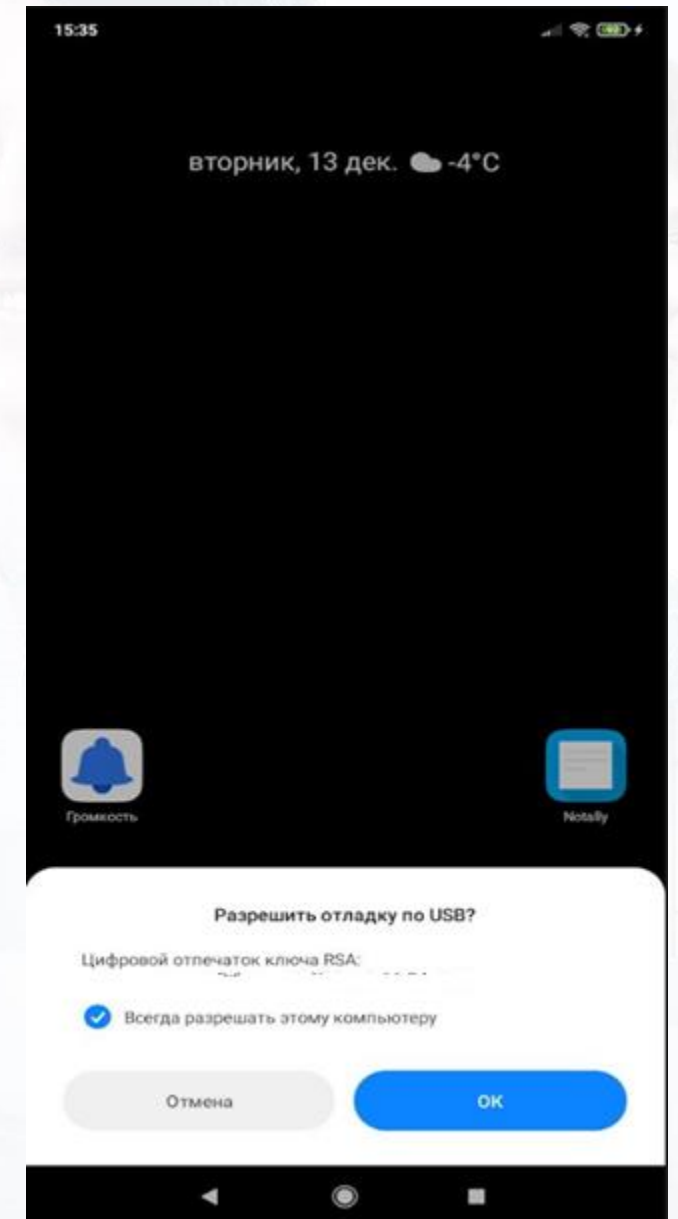 15:35
вторник, 13 дек. -4°C
Громкость
Notally
Разрешить отладку по USB?
Цифровой отпечаток ключа RSA:
Всегда разрешать этому компьютеру
Отмена
ОК